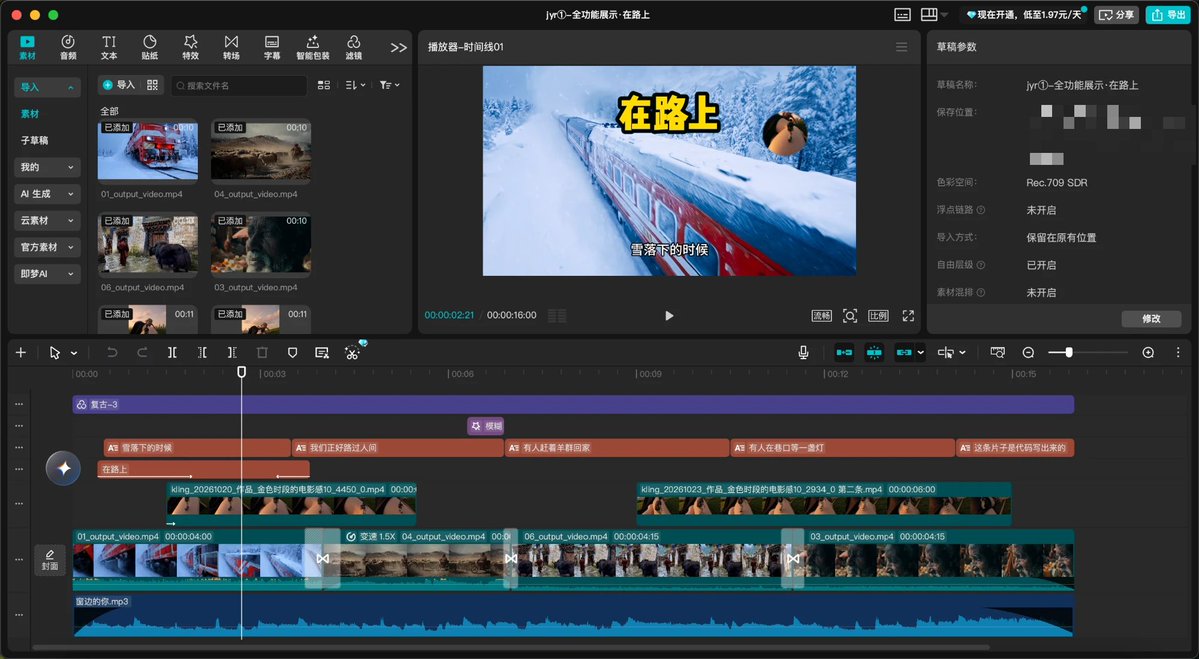 jyr①–全功能展示·在路上
现在开通，低至1.97元/天
分享
导出
素材
音频
文本
贴纸
特效
转场
字幕
智能包装
滤镜
导入
素材
子草稿
我的
AI 生成
云素材
官方素材
即梦AI
导入
搜索文件名
全部
已添加 00:10
01_output_video.mp4
已添加 00:10
04_output_video.mp4
已添加 00:10
06_output_video.mp4
已添加 00:10
03_output_video.mp4
已添加 00:11
已添加 00:11
播放器–时间线01
在路上
雪落下的时候
00:00:02:21 / 00:00:16:00
流畅
比例
草稿参数
草稿名称： jyr①–全功能展示·在路上
保存位置：
色彩空间： Rec.709 SDR
浮点链路 未开启
导入方式： 保留在原有位置
自由层级 已开启
素材混排 未开启
修改
00:00 00:03 00:06 00:09 00:12 00:15
复古–3
模糊
雪落下的时候
我们正好路过人间
有人赶着羊群回家
有人在巷口等一盏灯
这条片子是代码写出来的
在路上
kling_20261020_作品_金色时段的电影感10_4450_0.mp4 00:00:
kling_20261023_作品_金色时段的电影感10_2934_0 第二条.mp4 00:00:06:00
封面
01_output_video.mp4 00:00:04:00
变速 1.5X 04_output_video.mp4
06_output_video.mp4 00:00:04:15
03_output_video.mp4 00:00:04:15
窗边的你.mp3